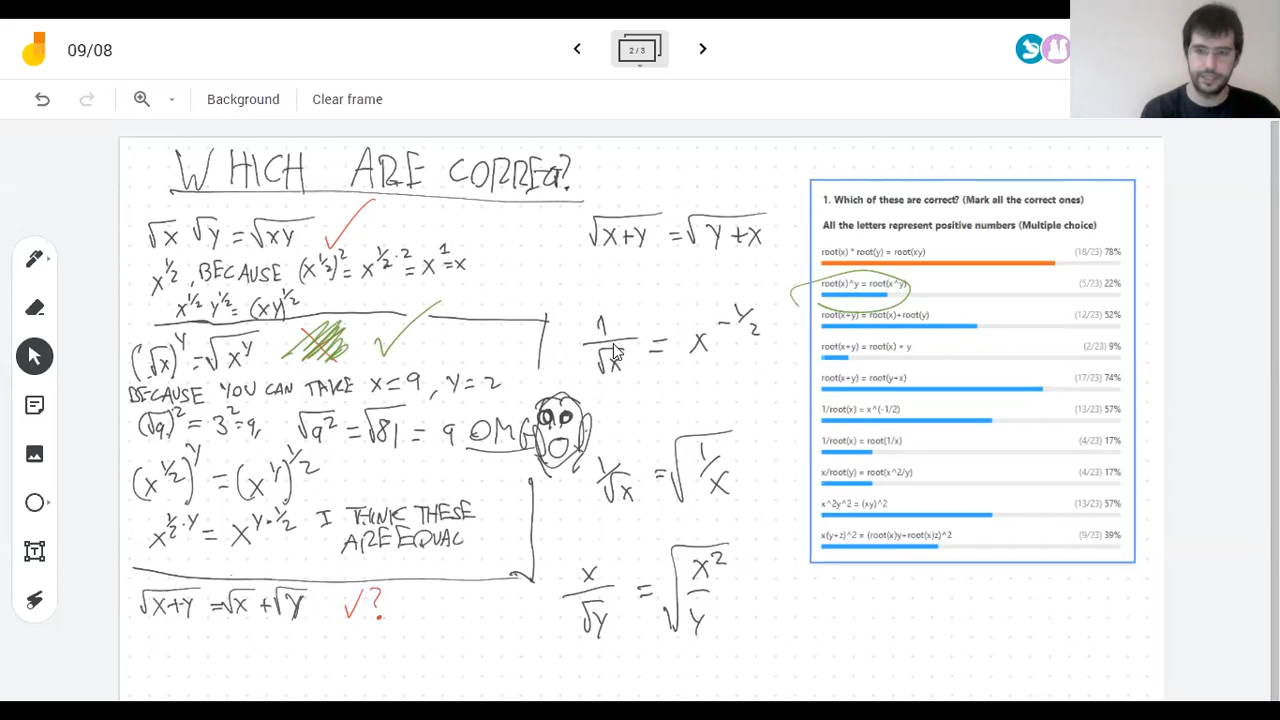 09/08
2/3
Background
Clear frame
WHICH ARE CORRECT?
√x √y = √xy ✓
x^1/2, BECAUSE (x^1/2)^2 = x^1/2·2 = x^1 = x
x^1/2 y^1/2 = (xy)^1/2
(√x)^y = √x^y ✓
BECAUSE YOU CAN TAKE x=9, y=2
(√9)^2 = 3^2 = 9, √9^2 = √81 = 9 OMG
(x^1/2)^y = (x^y)^1/2
x^1/2·y = x^y·1/2 I THINK THESE ARE EQUAL
√x+y = √x + √y ✓?
√x+y = √y+x
1/√x = x^-1/2
1/√x = √1/x
x/√y = √x^2/y
1. Which of these are correct? (Mark all the correct ones)
All the letters represent positive numbers (Multiple choice)
root(x) * root(y) = root(xy) (18/23) 78%
root(x)^y = root(x^y) (5/23) 22%
root(x+y) = root(x)+root(y) (12/23) 52%
root(x+y) = root(x) + y (2/23) 9%
root(x+y) = root(y+x) (17/23) 74%
1/root(x) = x^(-1/2) (13/23) 57%
1/root(x) = root(1/x) (4/23) 17%
x/root(y) = root(x^2/y) (4/23) 17%
x^2y^2 = (xy)^2 (13/23) 57%
x(y+z)^2 = (root(x)y+root(x)z)^2 (9/23) 39%